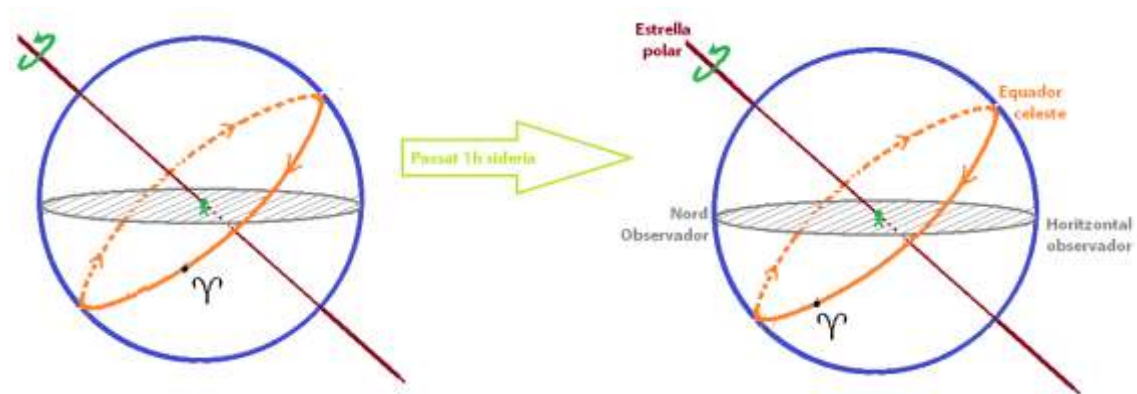 Estrella
polar
Equador
celeste
Passat 1h sideria
Nord
Observador
Horitzontal
observador
♈
♈